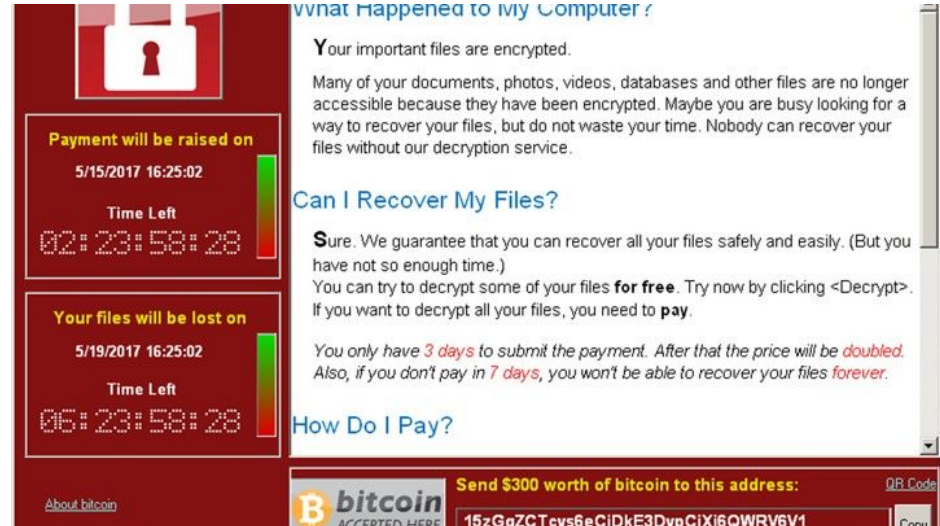 What Happened to My Computer?
Your important files are encrypted.
Many of your documents, photos, videos, databases and other files are no longer
accessible because they have been encrypted. Maybe you are busy looking for a
way to recover your files, but do not waste your time. Nobody can recover your
files without our decryption service.
Can I Recover My Files?
Sure. We guarantee that you can recover all your files safely and easily. (But you
have not so enough time.)
You can try to decrypt some of your files for free. Try now by clicking <Decrypt>.
If you want to decrypt all your files, you need to pay.
You only have 3 days to submit the payment. After that the price will be doubled.
Also, if you don't pay in 7 days, you won't be able to recover your files forever.
How Do I Pay?
Payment will be raised on
5/15/2017 16:25:02
Time Left
02:23:58:28
Your files will be lost on
5/19/2017 16:25:02
Time Left
06:23:58:28
About bitcoin
bitcoin
ACCEPTED HERE
Send $300 worth of bitcoin to this address:
QR Code
Copy